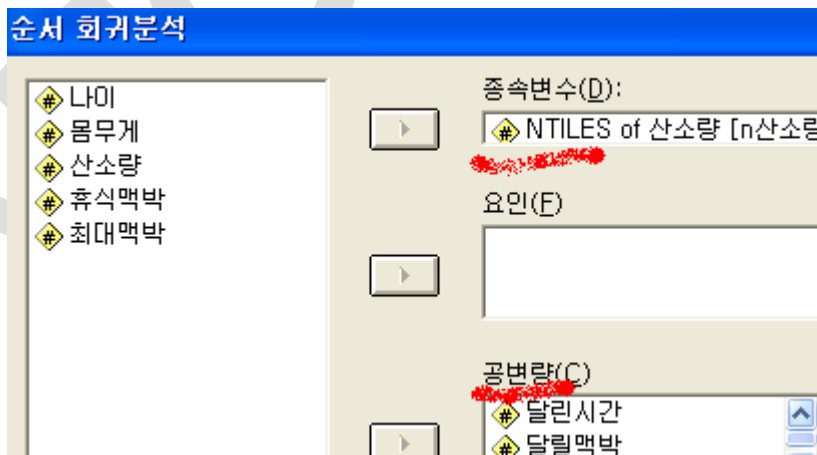 순서 회귀분석
나이
몸무게
산소량
휴식맥박
최대맥박
종속변수(D):
NTILES of 산소량 [n산소량
요인(F)
공변량(C)
달린시간
달릴맥박